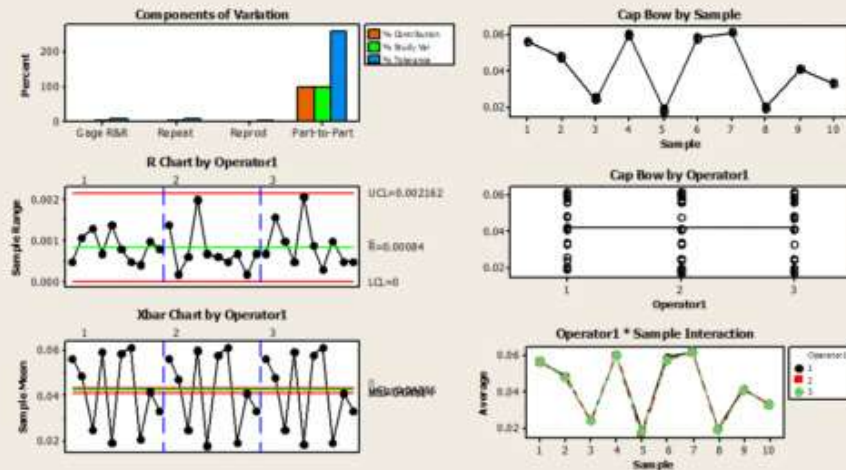 Components of Variation
Percent
100
0
Gage R&R Repeat Reprod Part-to-Part
% Contribution
% Study Var
% Tolerance
R Chart by Operator1
1 2 3
Sample Range
0.002
0.001
0.000
UCL=0.002162
R=0.00084
LCL=0
Xbar Chart by Operator1
1 2 3
Sample Mean
0.06
0.04
0.02
Cap Bow by Sample
0.06
0.04
0.02
1 2 3 4 5 6 7 8 9 10
Sample
Cap Bow by Operator1
0.06
0.04
0.02
1 2 3
Operator1
Operator1 * Sample Interaction
Average
0.06
0.04
0.02
1 2 3 4 5 6 7 8 9 10
Sample
Operator1
1
2
3